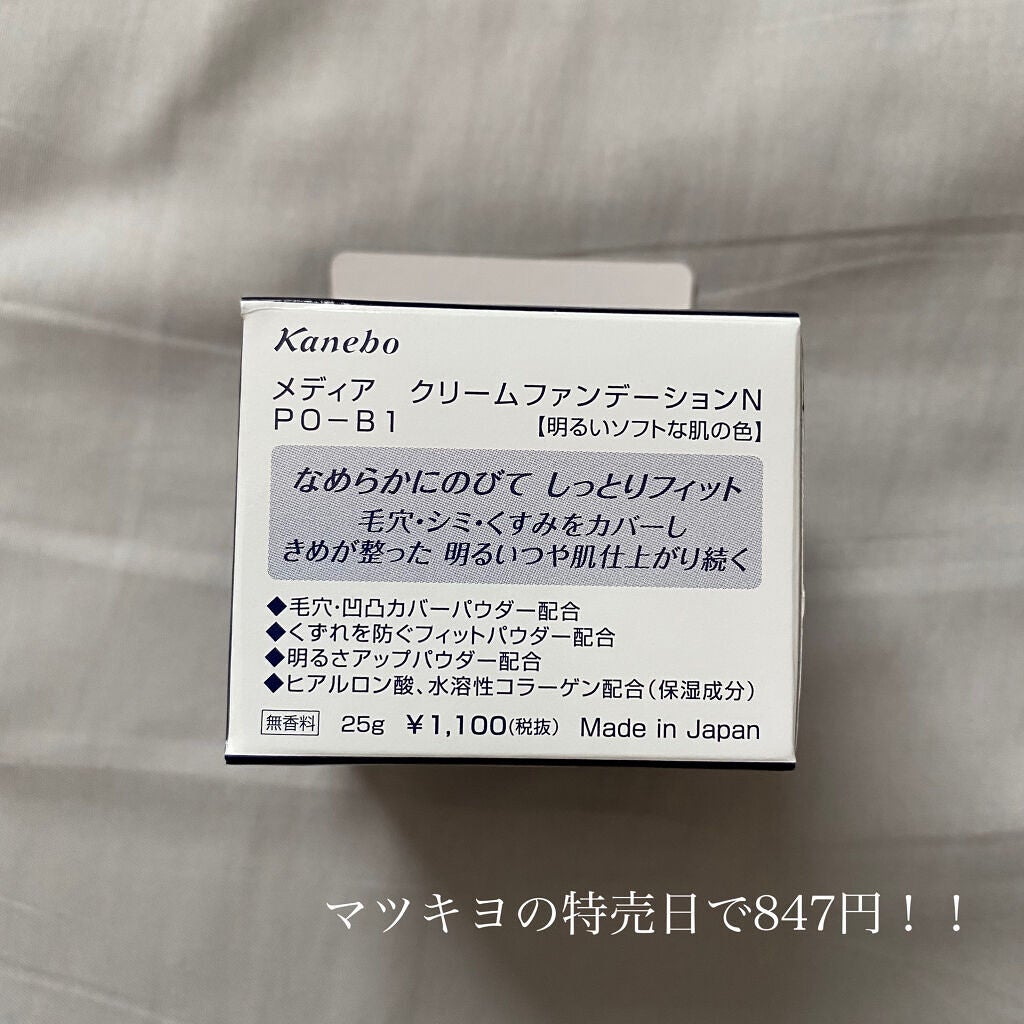 Kanebo
メディア　クリームファンデーションN
PO-B1　【明るいソフトな肌の色】
なめらかにのびて しっとりフィット
毛穴・シミ・くすみをカバーし
きめが整った 明るいつや肌仕上がり続く
◆毛穴・凹凸カバーパウダー配合
◆くずれを防ぐフィットパウダー配合
◆明るさアップパウダー配合
◆ヒアルロン酸、水溶性コラーゲン配合（保湿成分）
無香料　25g　￥1,100（税抜）　Made in Japan
マツキヨの特売日で847円！！